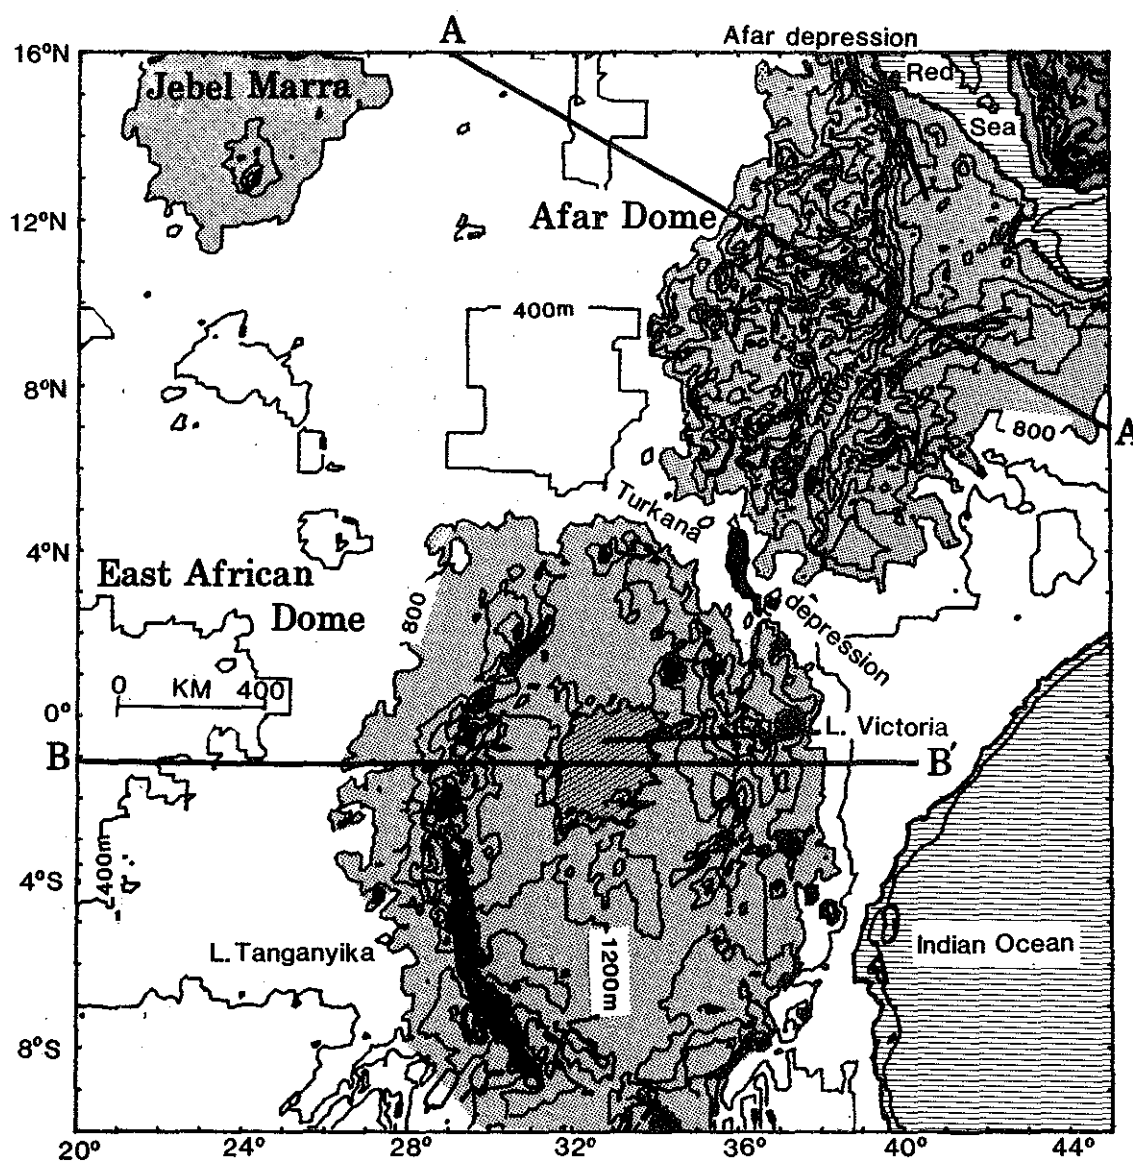 A
Afar depression
16°N
Jebel Marra
Red
Sea
12°N
Afar Dome
400m
8°N
2000
800
A
Turkana
depression
4°N
East African
Dome
800
0 KM 400
0°
L. Victoria
B
B'
400m
4°S
L. Tanganyika
1200m
Indian Ocean
8°S
20° 24° 28° 32° 36° 40° 44°